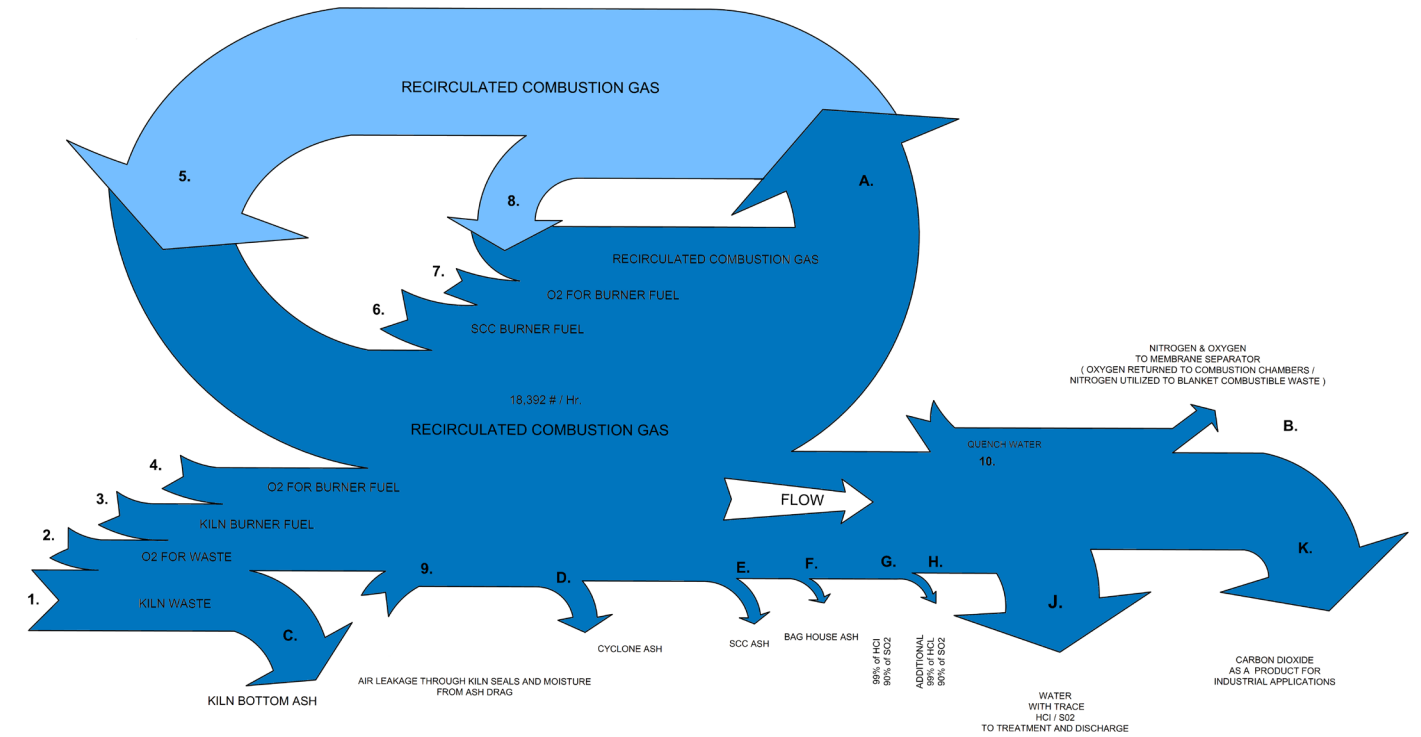 RECIRCULATED COMBUSTION GAS
5.
A.
8.
RECIRCULATED COMBUSTION GAS
7.
O2 FOR BURNER FUEL
6.
SCC BURNER FUEL
NITROGEN & OXYGEN
TO MEMBRANE SEPARATOR
( OXYGEN RETURNED TO COMBUSTION CHAMBERS /
NITROGEN UTILIZED TO BLANKET COMBUSTIBLE WASTE )
18,392 # / Hr.
RECIRCULATED COMBUSTION GAS
B.
QUENCH WATER
10.
4.
O2 FOR BURNER FUEL
3.
KILN BURNER FUEL
FLOW
2.
O2 FOR WASTE
K.
1.
KILN WASTE
C.
9.
D.
E.
F.
G.
H.
J.
KILN BOTTOM ASH
AIR LEAKAGE THROUGH KILN SEALS AND MOISTURE
FROM ASH DRAG
CYCLONE ASH
SCC ASH
BAG HOUSE ASH
99% of HCl
90% of SO2
ADDITIONAL
99% of HCL
90% of SO2
WATER
WITH TRACE
HCl / S02
TO TREATMENT AND DISCHARGE
CARBON DIOXIDE
AS A PRODUCT FOR
INDUSTRIAL APPLICATIONS